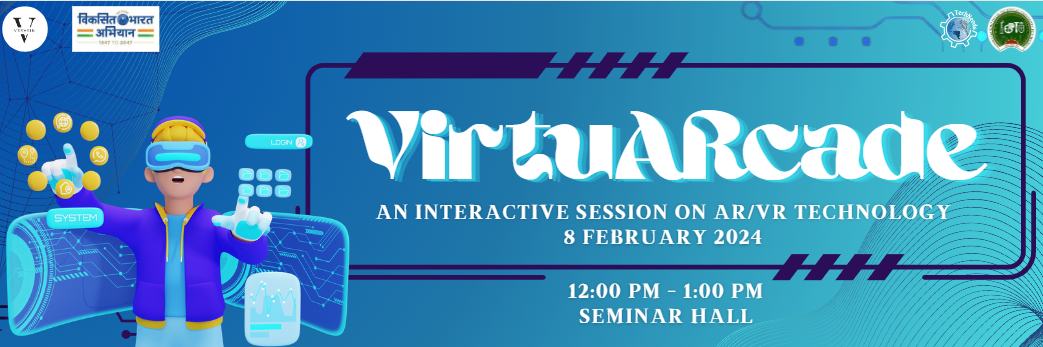 विकसित भारत
अभियान
1947 TO 2047
LOGIN
SYSTEM
VirtuARcade
AN INTERACTIVE SESSION ON AR/VR TECHNOLOGY
8 FEBRUARY 2024
12:00 PM - 1:00 PM
SEMINAR HALL